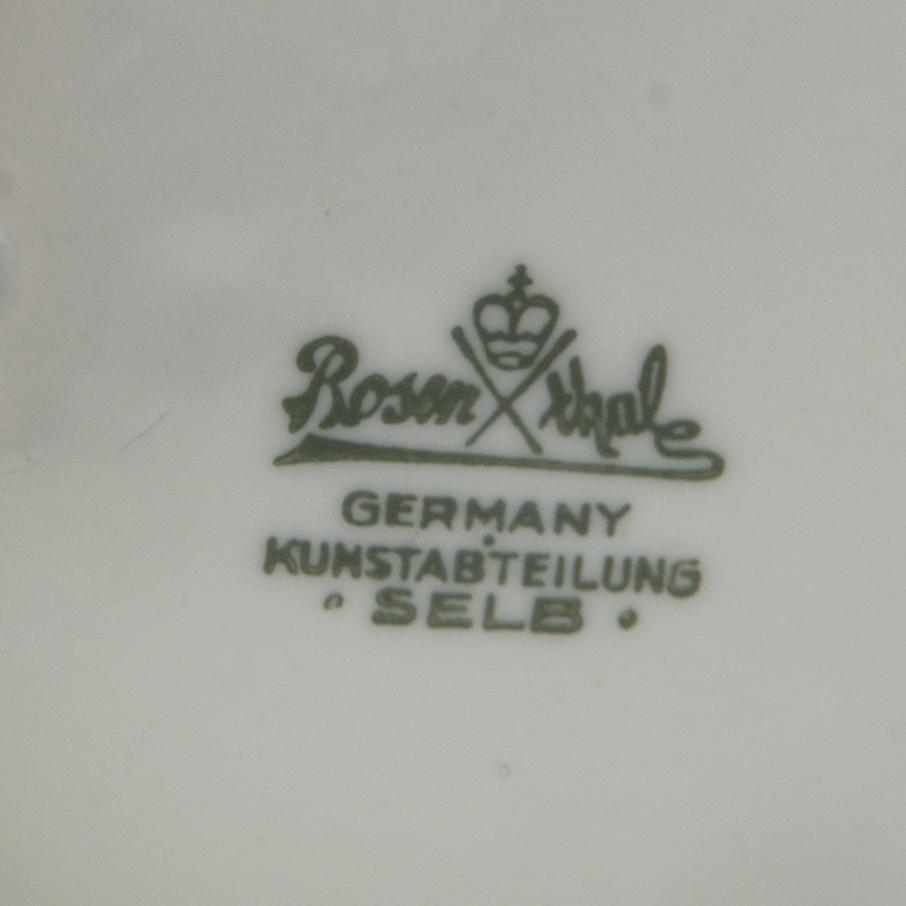 Rosenthal
GERMANY
KUNSTABTEILUNG
• SELB •